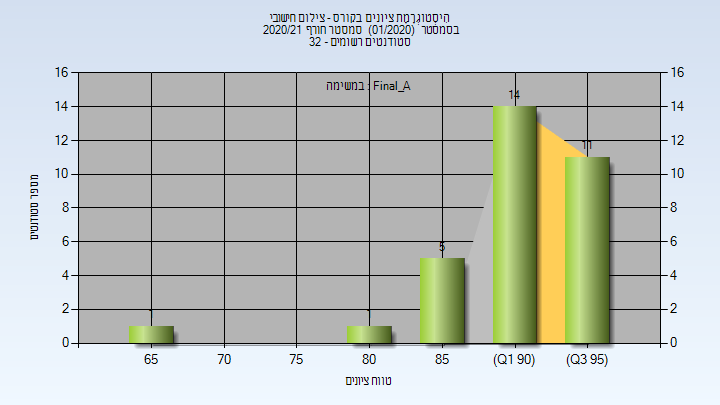 היסטוגרמת ציונים בקורס - צילום חישובי
בסמסטר (01/2020) סמסטר חורף 2020/21
סטודנטים רשומים - 32
במשימה : Final_A
16 16
14 14 14
12 12
11
10 10
8 8
6 6
5
4 4
2 2
1 1
0 0
65 70 75 80 85 (Q1 90) (Q3 95)
טווח ציונים
מספר סטודנטים